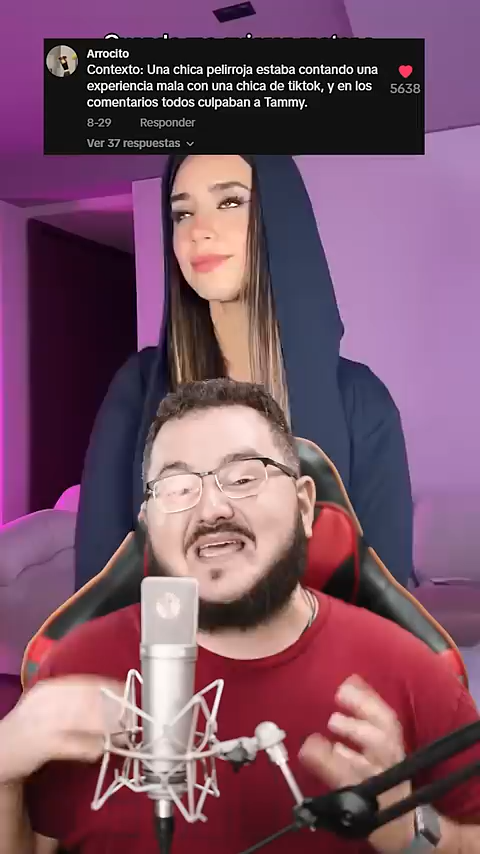 Arrocito
Contexto: Una chica pelirroja estaba contando una
experiencia mala con una chica de tiktok, y en los
comentarios todos culpaban a Tammy.
5638
8-29 Responder
Ver 37 respuestas